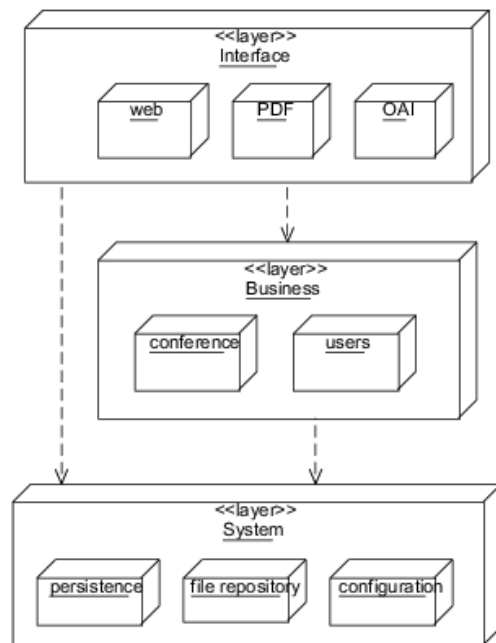 <<layer>>
Interface
web
PDF
OAI
<<layer>>
Business
conference
users
<<layer>>
System
persistence
file repository
configuration